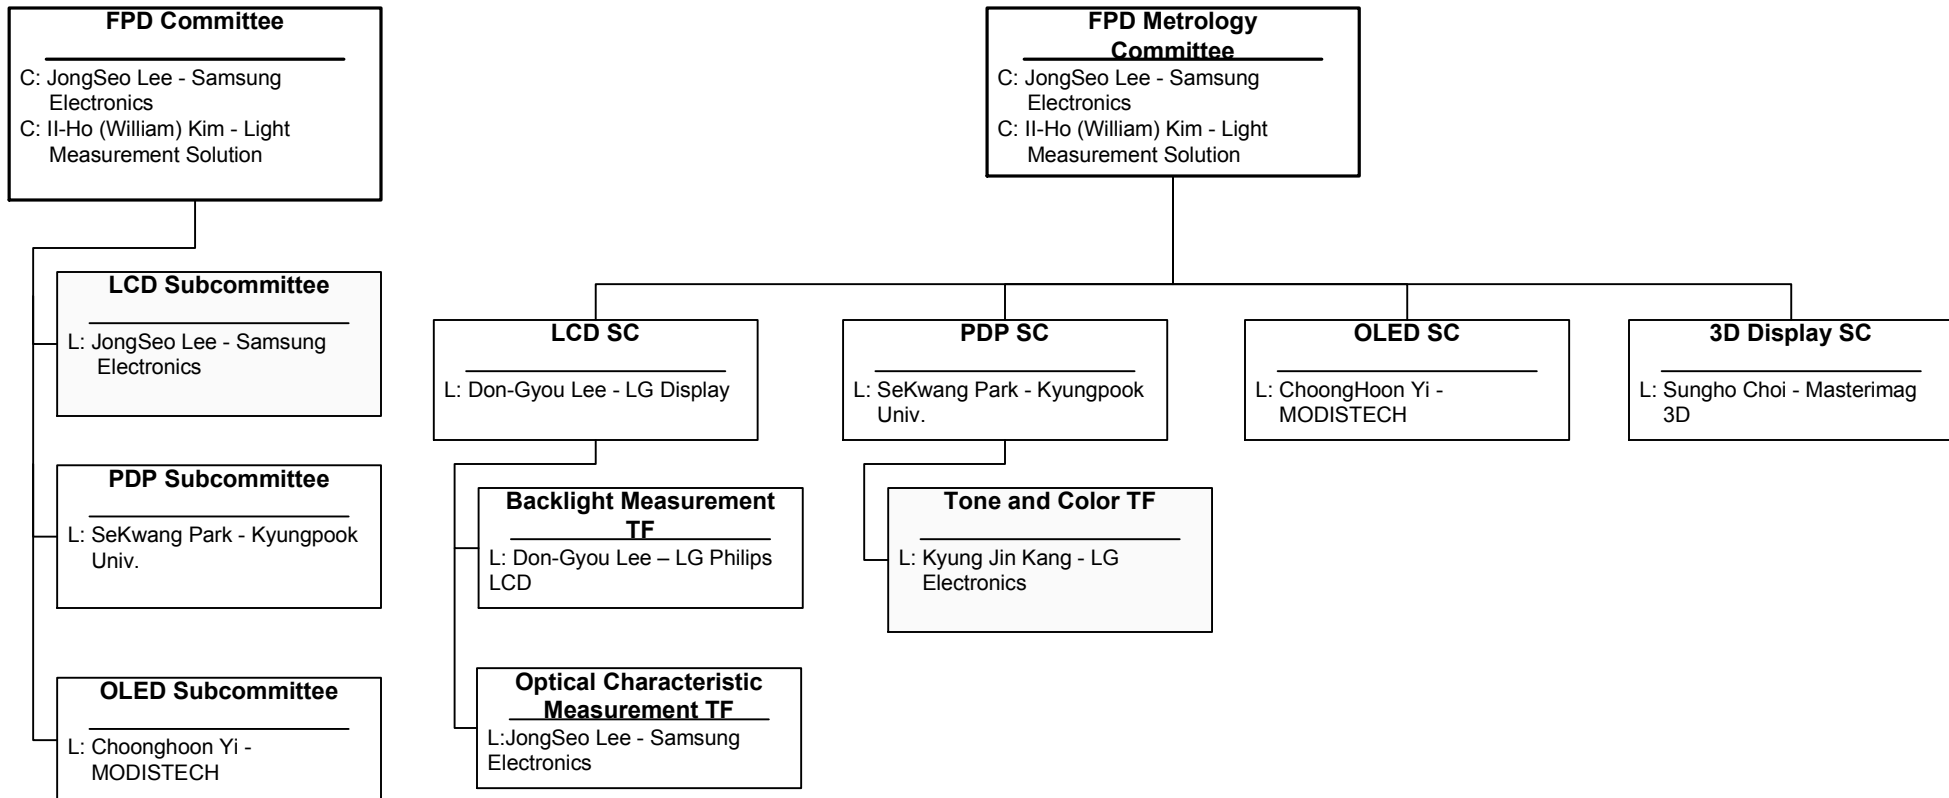 FPD Committee
C: JongSeo Lee - Samsung
Electronics
C: II-Ho (William) Kim - Light
Measurement Solution
LCD Subcommittee
L: JongSeo Lee - Samsung
Electronics
PDP Subcommittee
L: SeKwang Park - Kyungpook
Univ.
OLED Subcommittee
L: Choonghoon Yi -
MODISTECH
FPD Metrology
Committee
C: JongSeo Lee - Samsung
Electronics
C: II-Ho (William) Kim - Light
Measurement Solution
LCD SC
L: Don-Gyou Lee - LG Display
Backlight Measurement
TF
L: Don-Gyou Lee – LG Philips
LCD
Optical Characteristic
Measurement TF
L:JongSeo Lee - Samsung
Electronics
PDP SC
L: SeKwang Park - Kyungpook
Univ.
Tone and Color TF
L: Kyung Jin Kang - LG
Electronics
OLED SC
L: ChoongHoon Yi -
MODISTECH
3D Display SC
L: Sungho Choi - Masterimag
3D